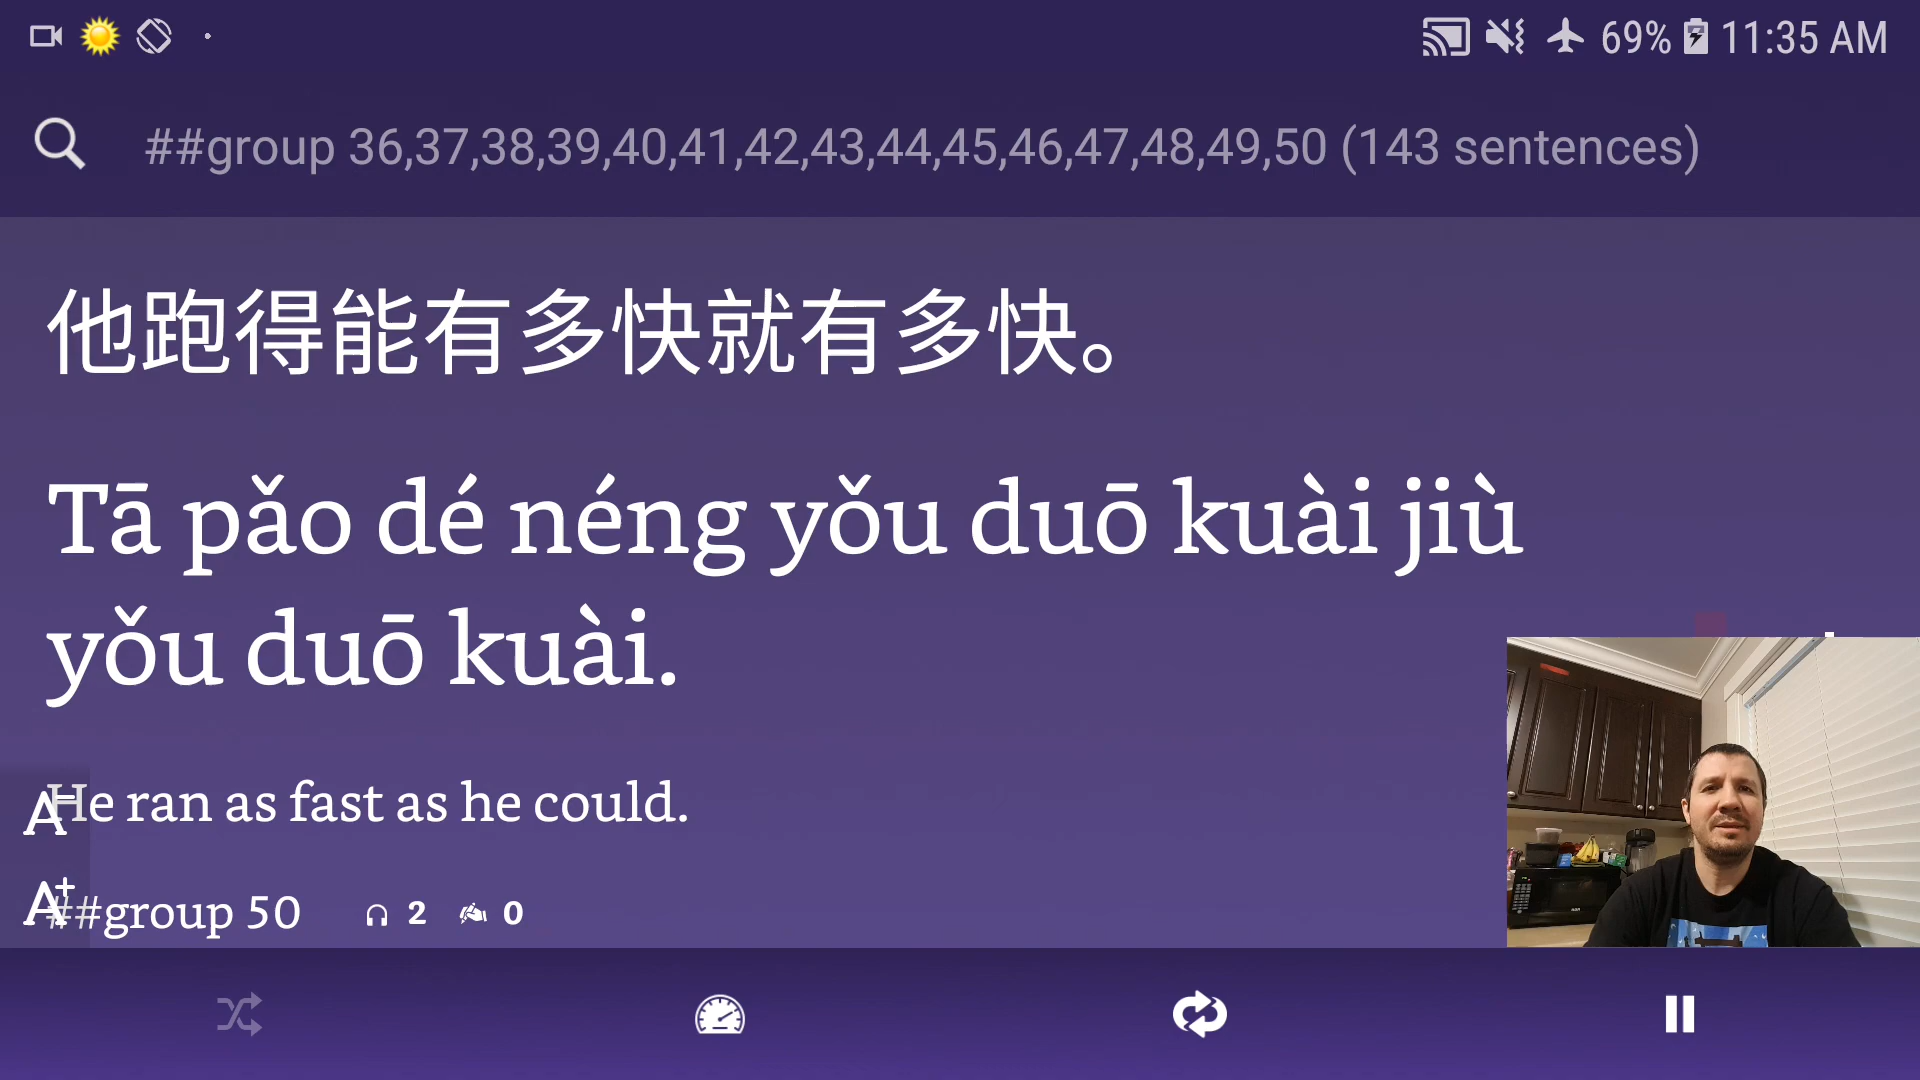 69% 11:35 AM
##group 36,37,38,39,40,41,42,43,44,45,46,47,48,49,50 (143 sentences)
他跑得能有多快就有多快。
Tā pǎo dé néng yǒu duō kuài jiù
yǒu duō kuài.
He ran as fast as he could.
A-
A+
##group 50 2 0